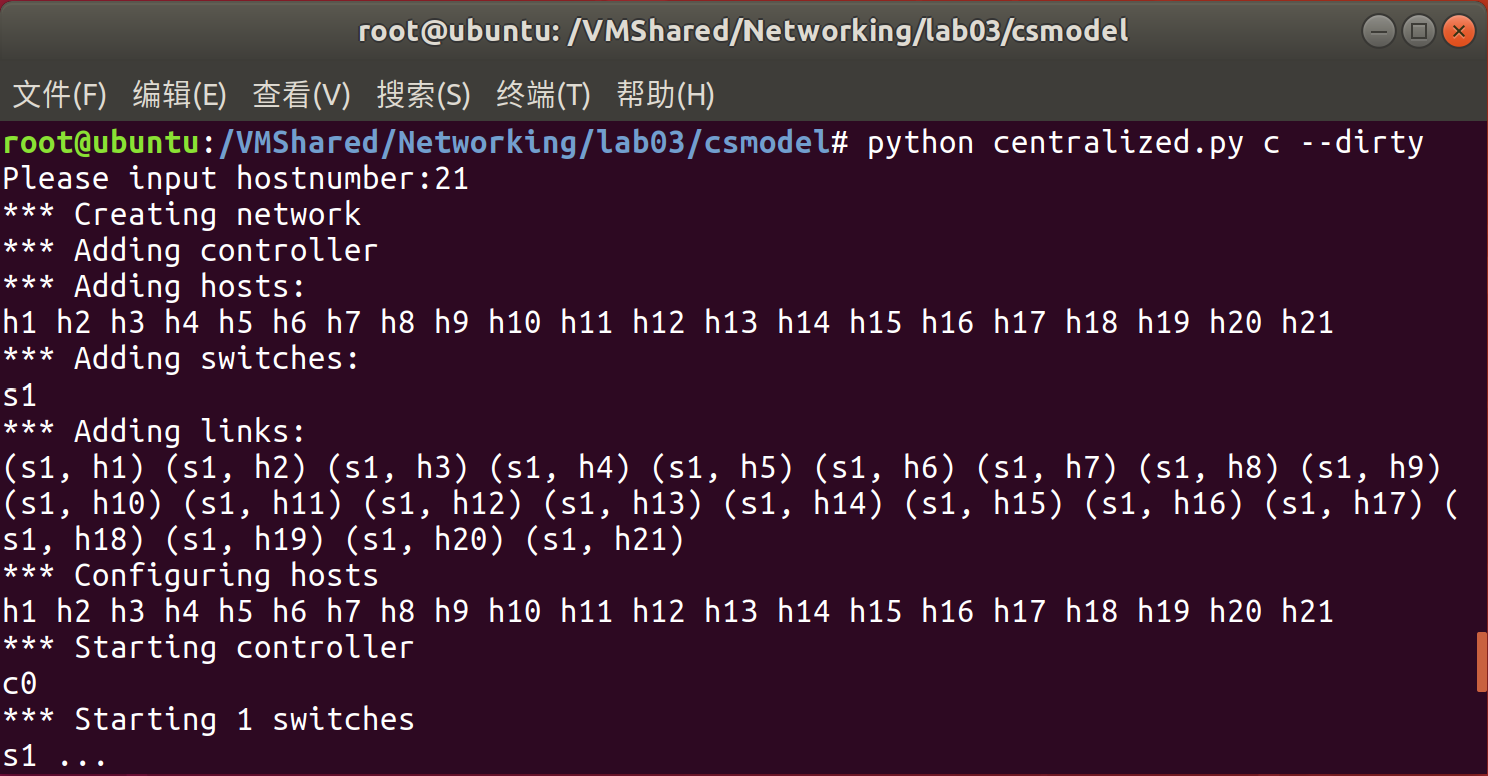 root@ubuntu: /VMShared/Networking/lab03/csmodel
文件(F) 编辑(E) 查看(V) 搜索(S) 终端(T) 帮助(H)
root@ubuntu:/VMShared/Networking/lab03/csmodel# python centralized.py c --dirty
Please input hostnumber:21
*** Creating network
*** Adding controller
*** Adding hosts:
h1 h2 h3 h4 h5 h6 h7 h8 h9 h10 h11 h12 h13 h14 h15 h16 h17 h18 h19 h20 h21
*** Adding switches:
s1
*** Adding links:
(s1, h1) (s1, h2) (s1, h3) (s1, h4) (s1, h5) (s1, h6) (s1, h7) (s1, h8) (s1, h9)
(s1, h10) (s1, h11) (s1, h12) (s1, h13) (s1, h14) (s1, h15) (s1, h16) (s1, h17) (
s1, h18) (s1, h19) (s1, h20) (s1, h21)
*** Configuring hosts
h1 h2 h3 h4 h5 h6 h7 h8 h9 h10 h11 h12 h13 h14 h15 h16 h17 h18 h19 h20 h21
*** Starting controller
c0
*** Starting 1 switches
s1 ...